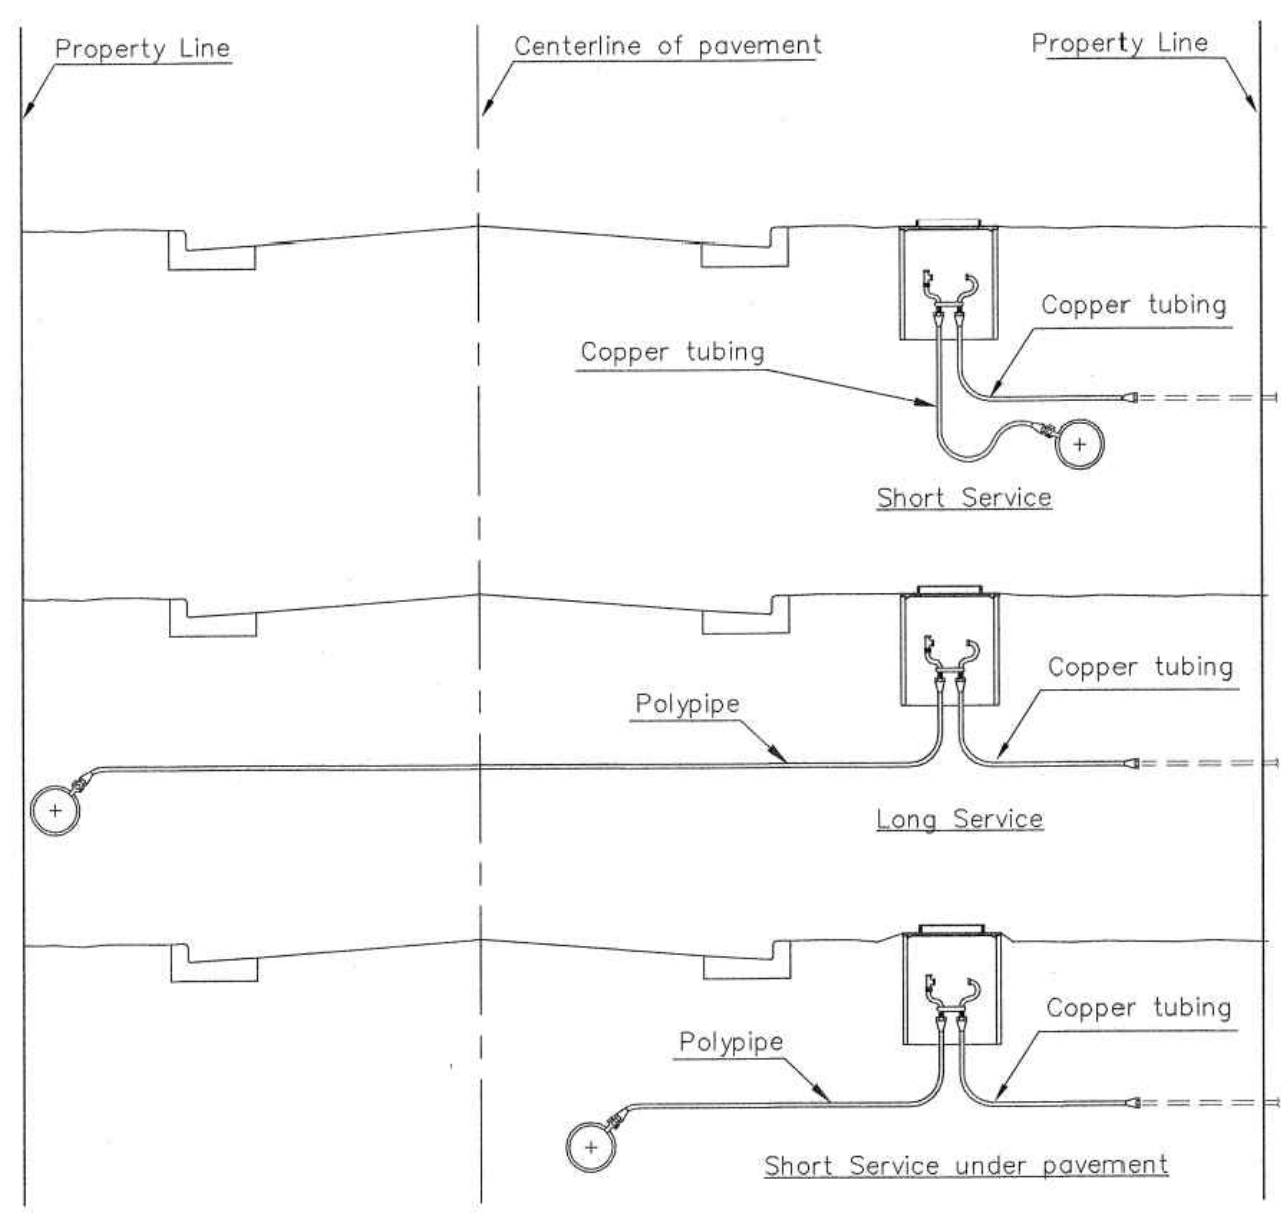 Property Line
Centerline of pavement
Property Line
Copper tubing
Copper tubing
Short Service
Copper tubing
Polypipe
Long Service
Copper tubing
Polypipe
Short Service under pavement